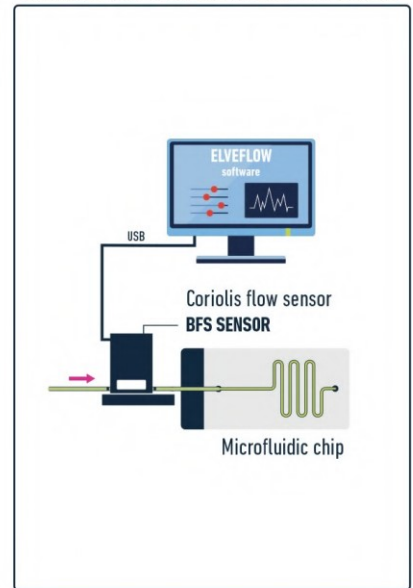 ELVEFLOW
software
USB
Coriolis flow sensor
BFS SENSOR
Microfluidic chip